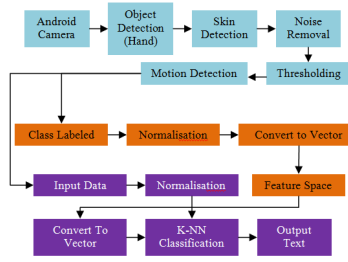 Android
Camera
Object
Detection
(Hand)
Skin
Detection
Noise
Removal
Motion Detection
Thresholding
Class Labeled
Normalisation
Convert to Vector
Input Data
Normalisation
Feature Space
Convert To
Vector
K-NN
Classification
Output
Text